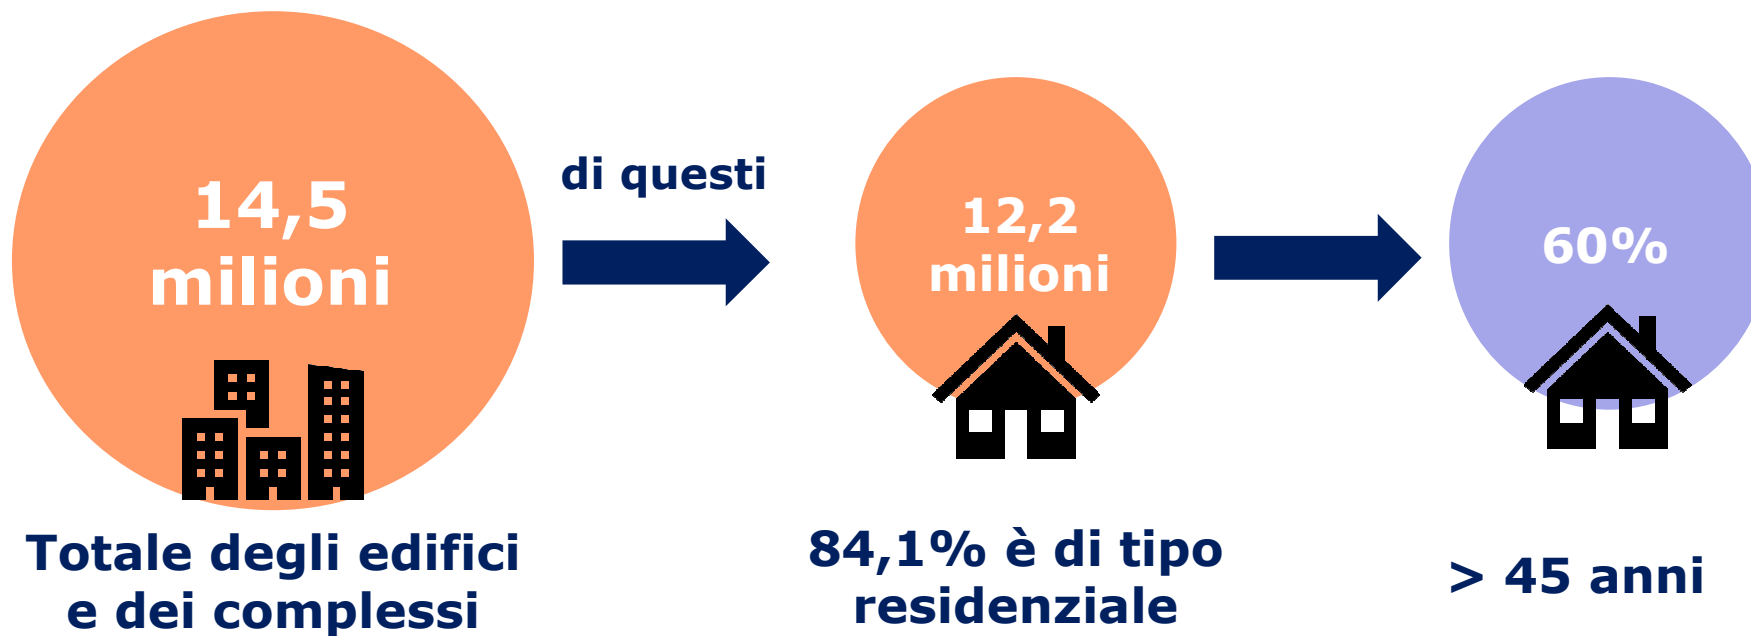 14,5
milioni
Totale degli edifici
e dei complessi
di questi
12,2
milioni
84,1% è di tipo
residenziale
60%
> 45 anni